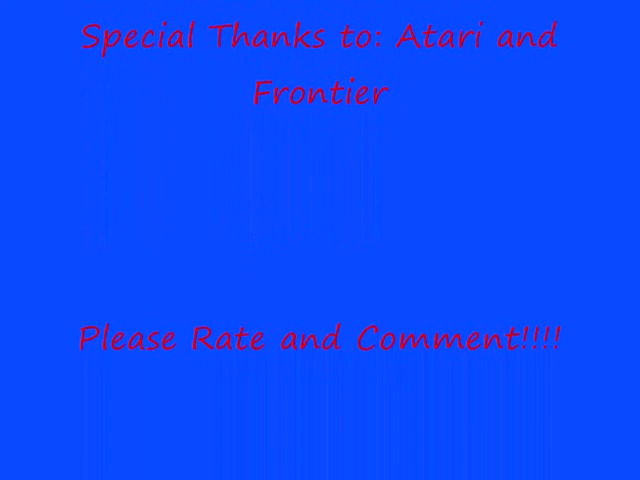 Special Thanks to: Atari and
Frontier
Please Rate and Comment!!!!